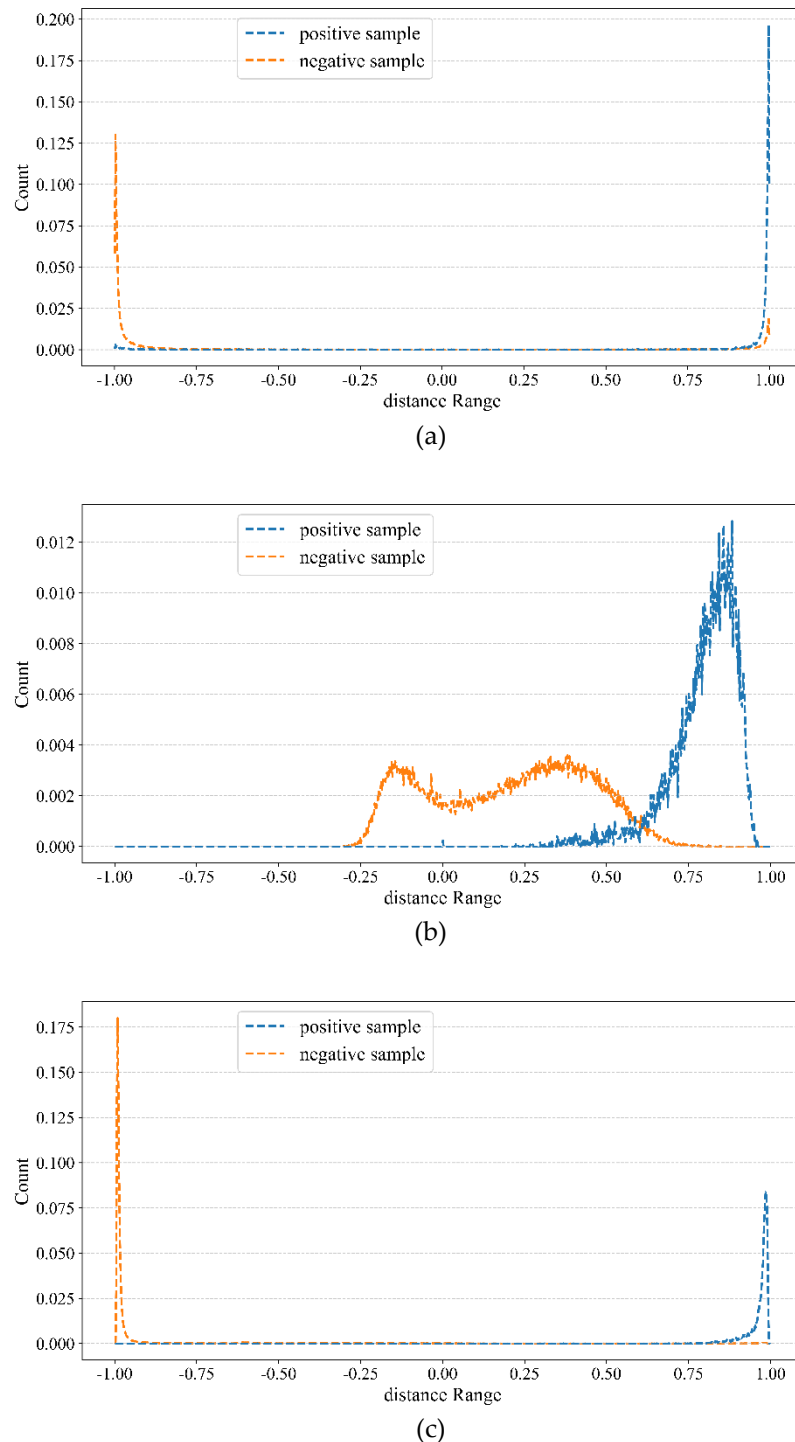 0.200
0.175
0.150
0.125
0.100
0.075
0.050
0.025
0.000
Count
positive sample
negative sample
-1.00 -0.75 -0.50 -0.25 0.00 0.25 0.50 0.75 1.00
distance Range
(a)
0.012
0.010
0.008
0.006
0.004
0.002
0.000
Count
positive sample
negative sample
-1.00 -0.75 -0.50 -0.25 0.00 0.25 0.50 0.75 1.00
distance Range
(b)
0.175
0.150
0.125
0.100
0.075
0.050
0.025
0.000
Count
positive sample
negative sample
-1.00 -0.75 -0.50 -0.25 0.00 0.25 0.50 0.75 1.00
distance Range
(c)